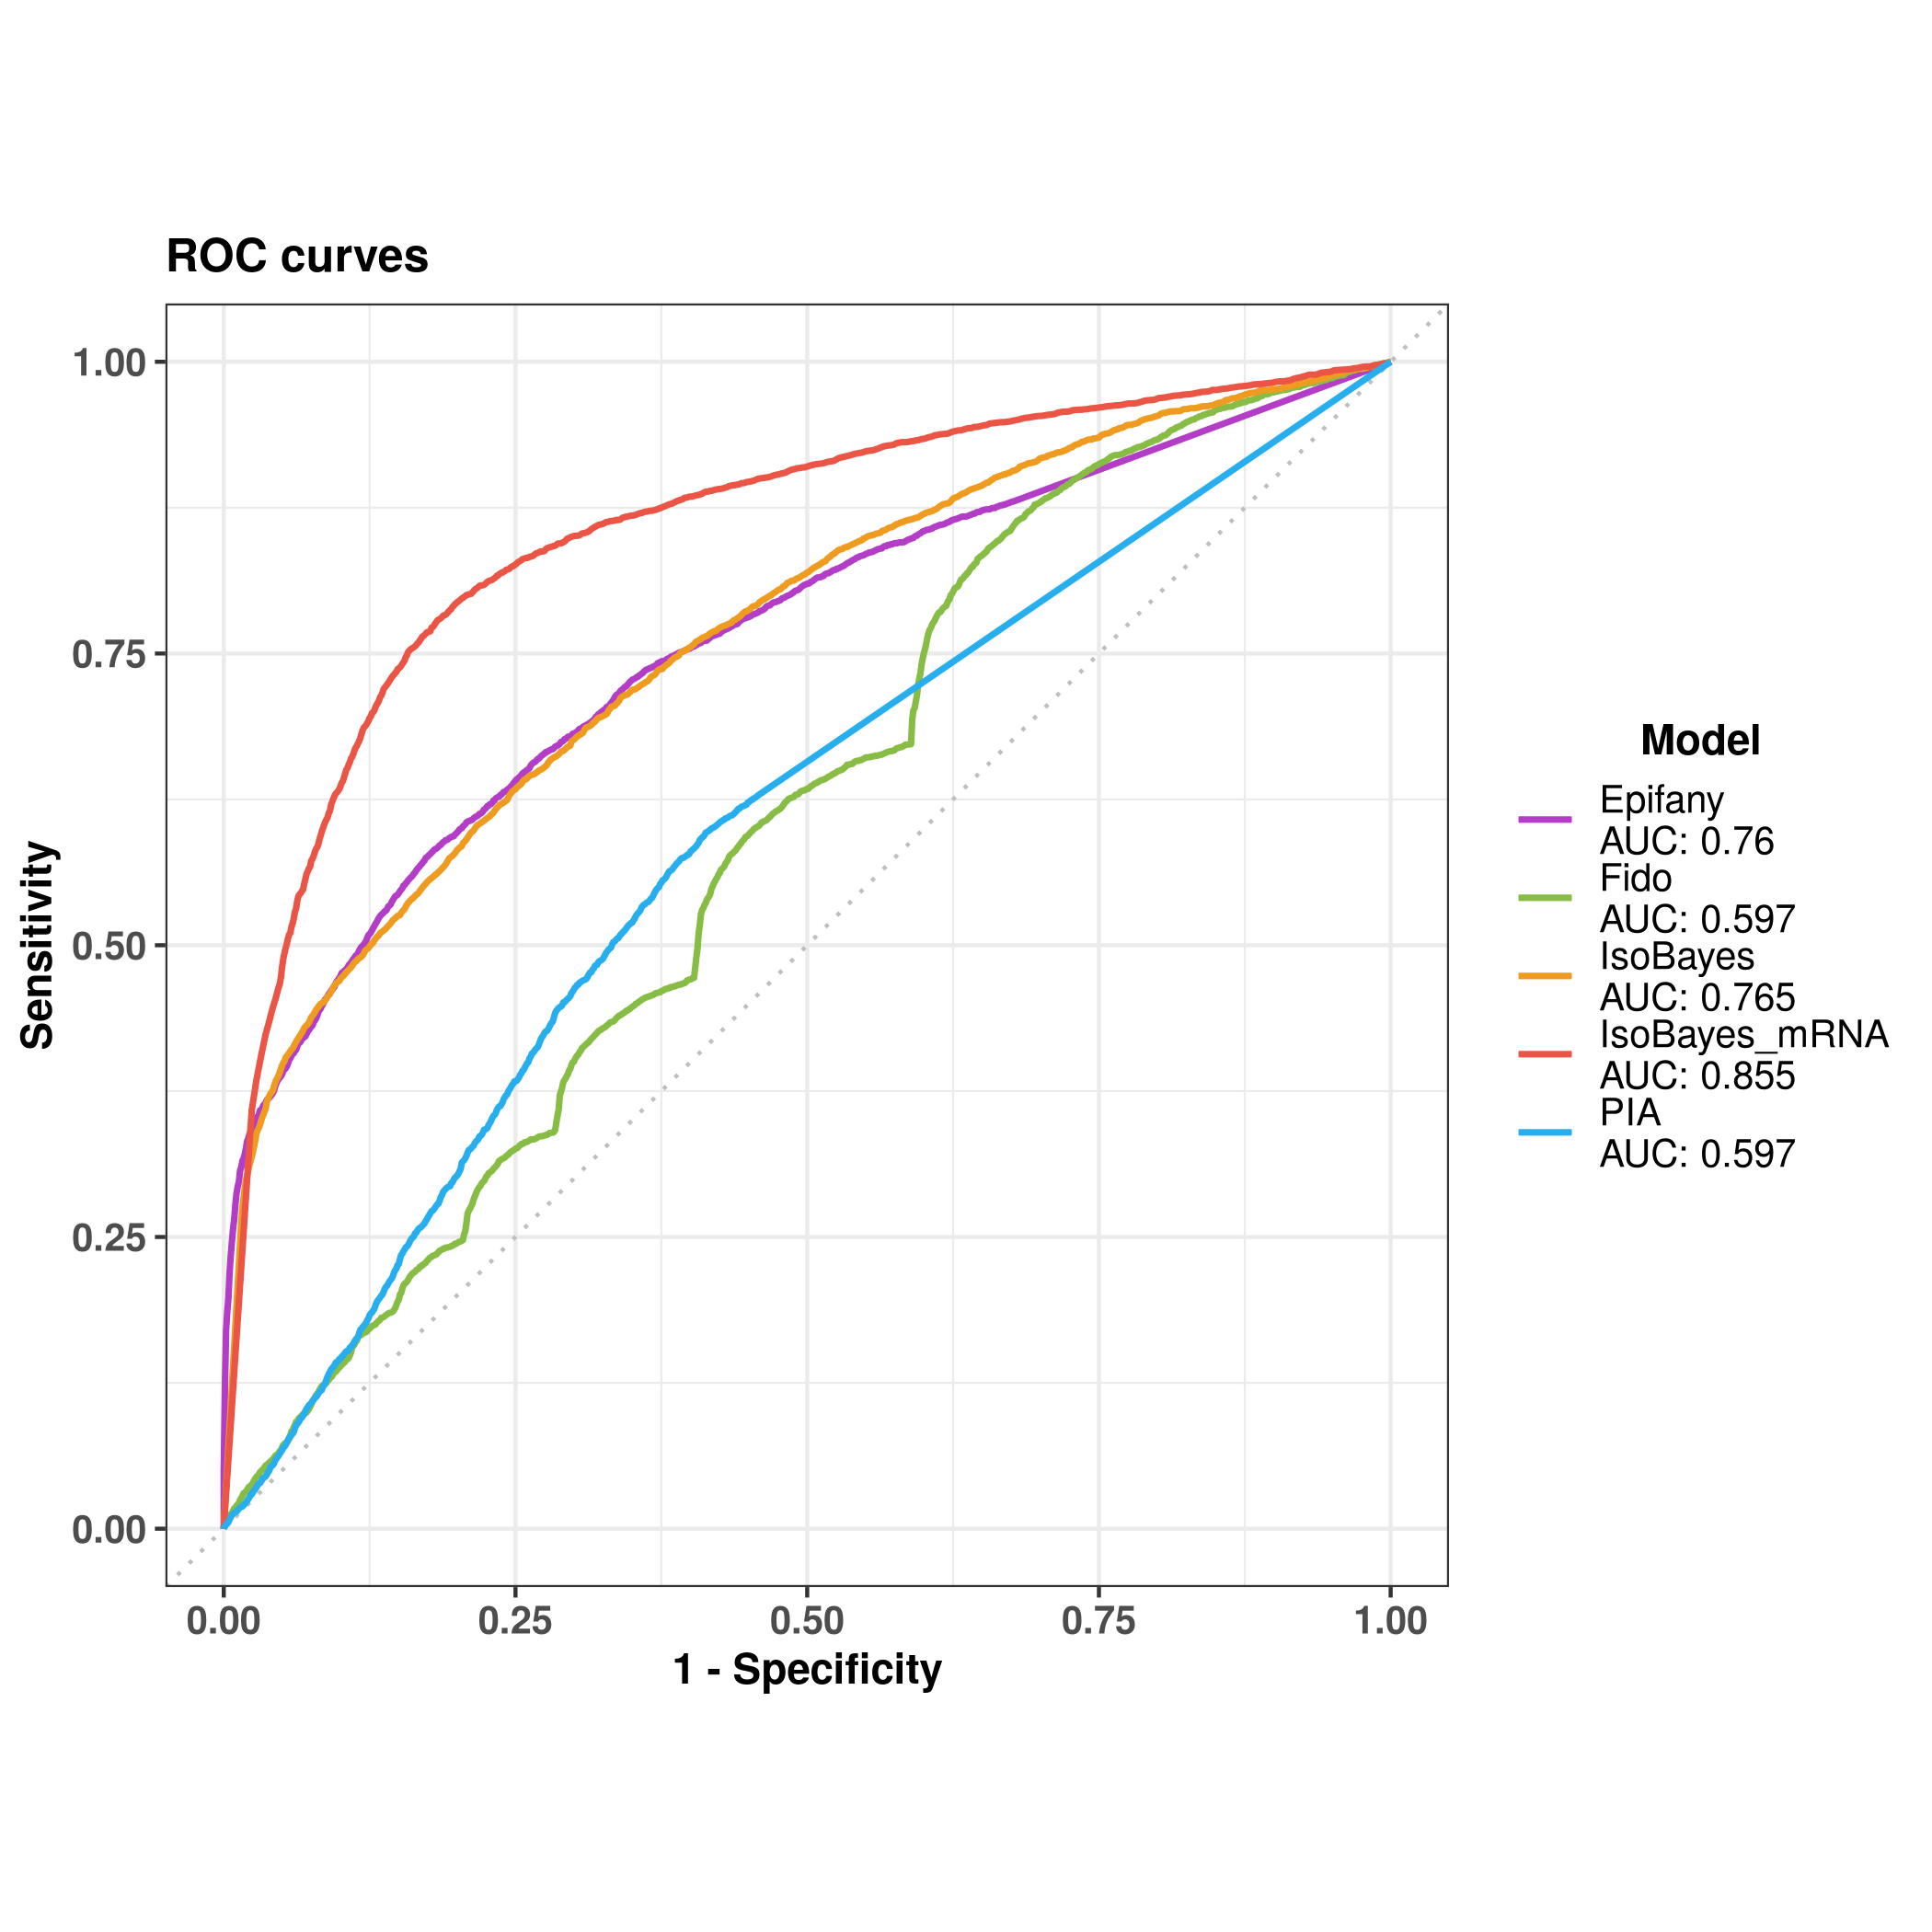 ROC curves
1.00
0.75
0.50
0.25
0.00
Sensitivity
0.00 0.25 0.50 0.75 1.00
1 - Specificity
Model
Epifany
AUC: 0.76
Fido
AUC: 0.597
IsoBayes
AUC: 0.765
IsoBayes_mRNA
AUC: 0.855
PIA
AUC: 0.597